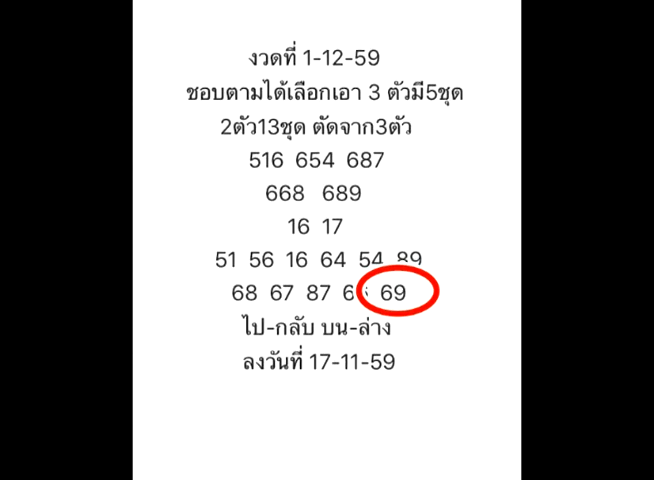 งวดที่ 1-12-59
ชอบตามได้เลือกเอา 3 ตัวมี5ชุด
2ตัว13ชุด ตัดจาก3ตัว
516 654 687
668 689
16 17
51 56 16 64 54 89
68 67 87 69
ไป-กลับ บน-ล่าง
ลงวันที่ 17-11-59